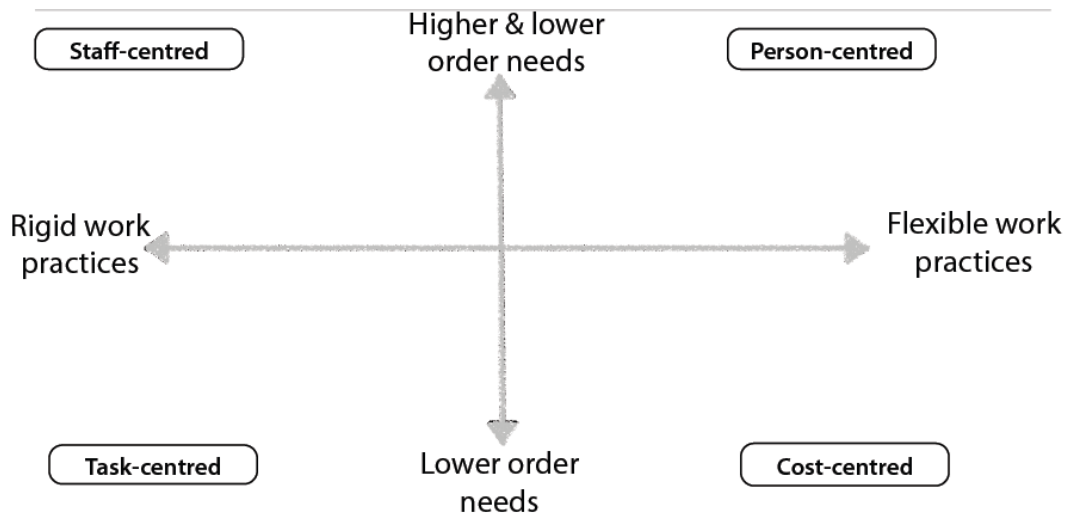 Higher & lower
order needs
Staff-centred
Person-centred
Rigid work
practices
Flexible work
practices
Task-centred
Lower order
needs
Cost-centred